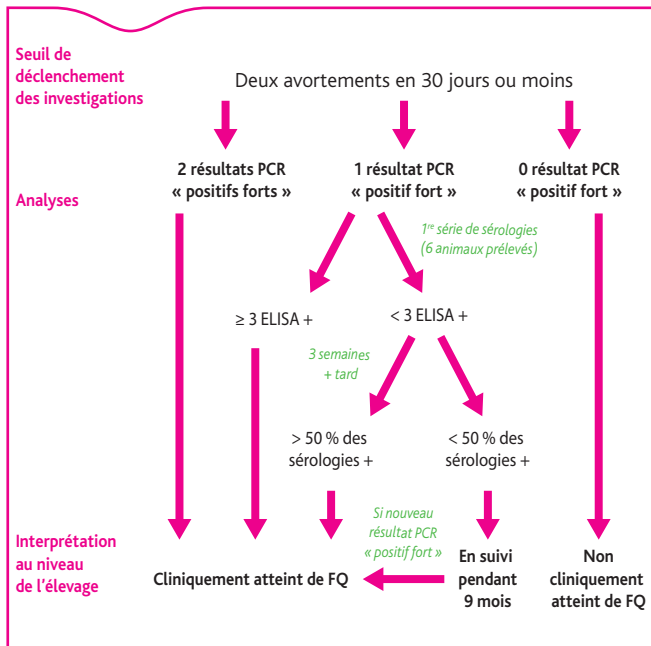 Seuil de
déclenchement
des investigations
Deux avortements en 30 jours ou moins
Analyses
2 résultats PCR
« positifs forts »
1 résultat PCR
« positif fort »
0 résultat PCR
« positif fort »
1re série de sérologies
(6 animaux prélevés)
≥ 3 ELISA +
< 3 ELISA +
3 semaines
+ tard
> 50 % des
sérologies +
< 50 % des
sérologies +
Si nouveau
résultat PCR
« positif fort »
Interprétation
au niveau
de l'élevage
Cliniquement atteint de FQ
En suivi
pendant
9 mois
Non
cliniquement
atteint de FQ